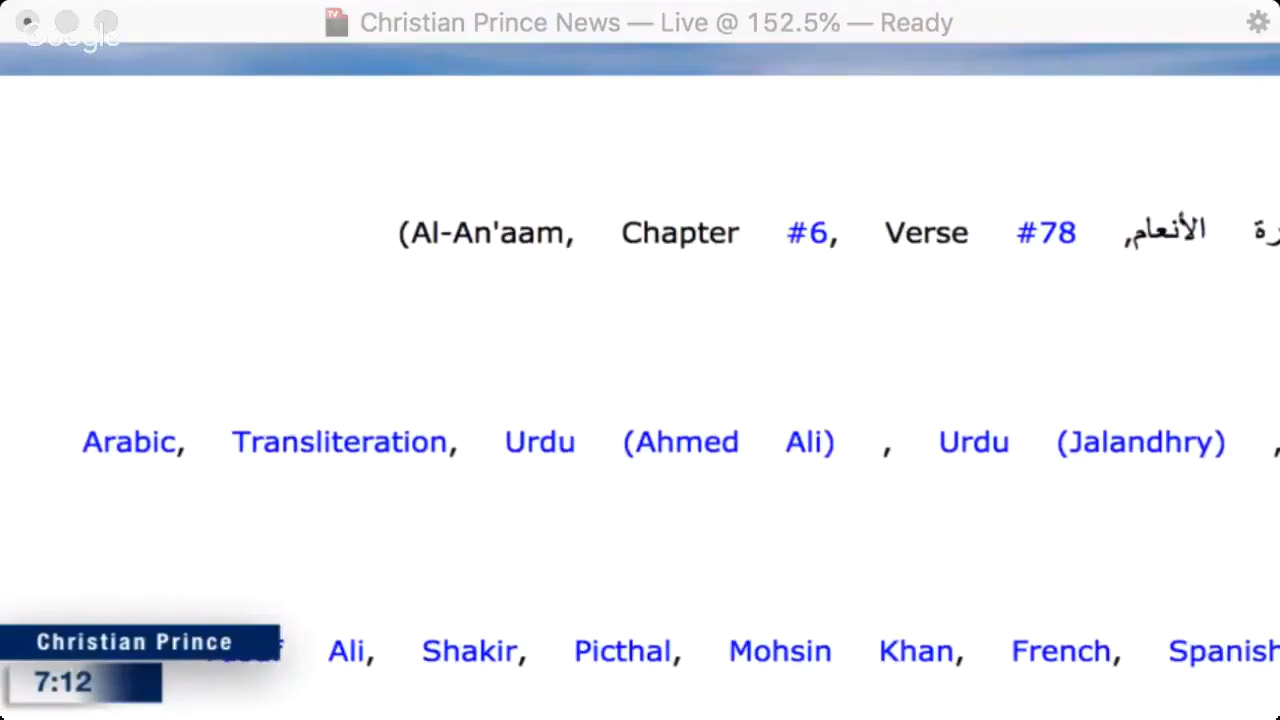 Christian Prince News — Live @ 152.5% — Ready
Google
(Al-An'aam, Chapter #6, Verse #78 الأنعام,
Arabic, Transliteration, Urdu (Ahmed Ali) , Urdu (Jalandhry) ,
Ali, Shakir, Picthal, Mohsin Khan, French, Spanish
Christian Prince
7:12